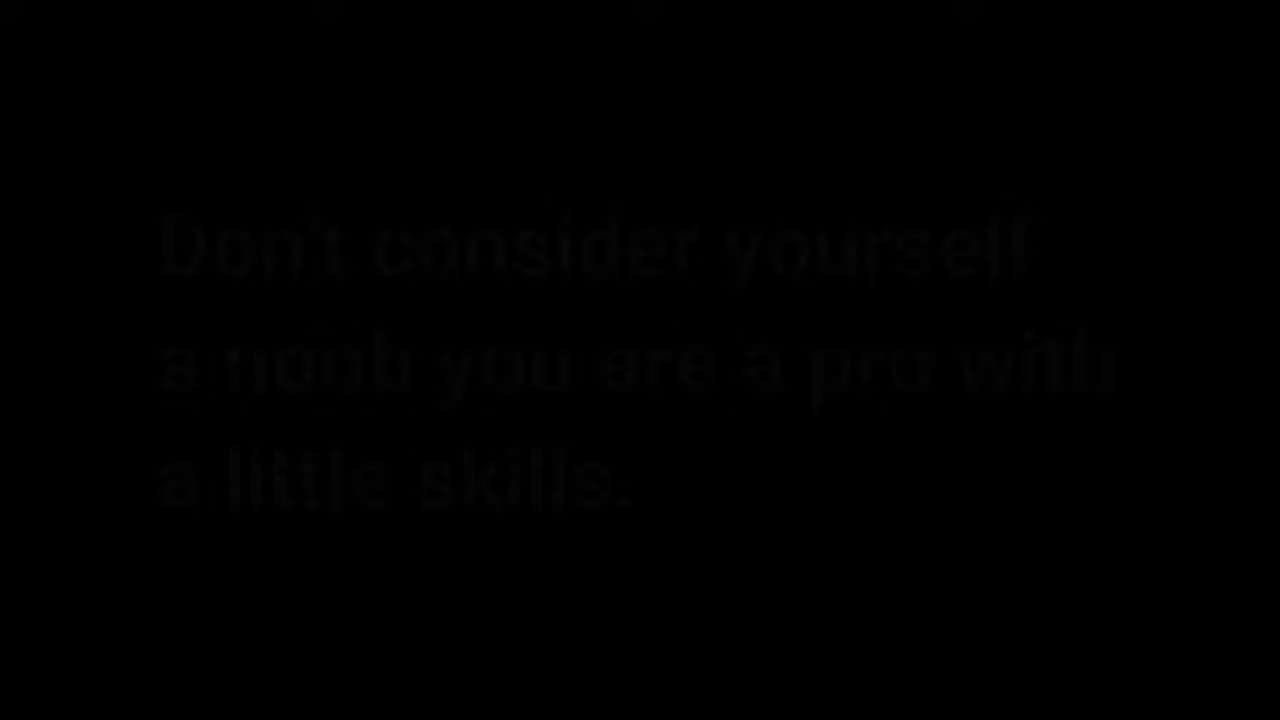 Don't consider yourself
a noob you are a pro with
a little skills.